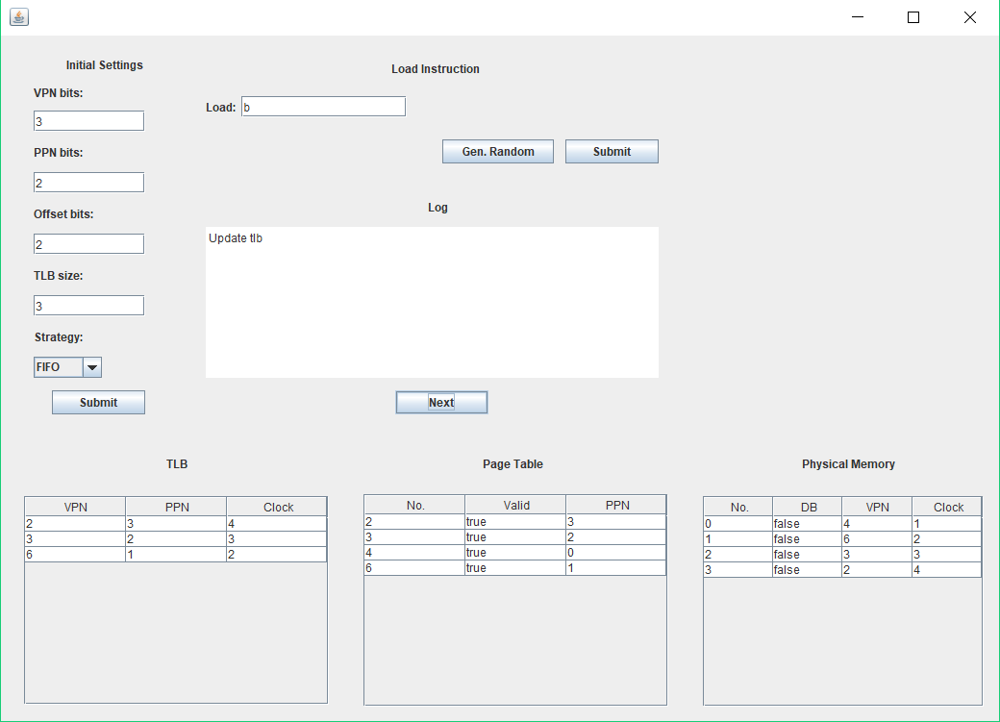 Initial Settings
Load Instruction
VPN bits:
Load: b
3
PPN bits:
Gen. Random Submit
2
Offset bits:
Log
2
Update tlb
TLB size:
3
Strategy:
FIFO
Submit
Next
TLB
VPN PPN Clock
2 3 4
3 2 3
6 1 2
Page Table
No. Valid PPN
2 true 3
3 true 2
4 true 0
6 true 1
Physical Memory
No. DB VPN Clock
0 false 4 1
1 false 6 2
2 false 3 3
3 false 2 4